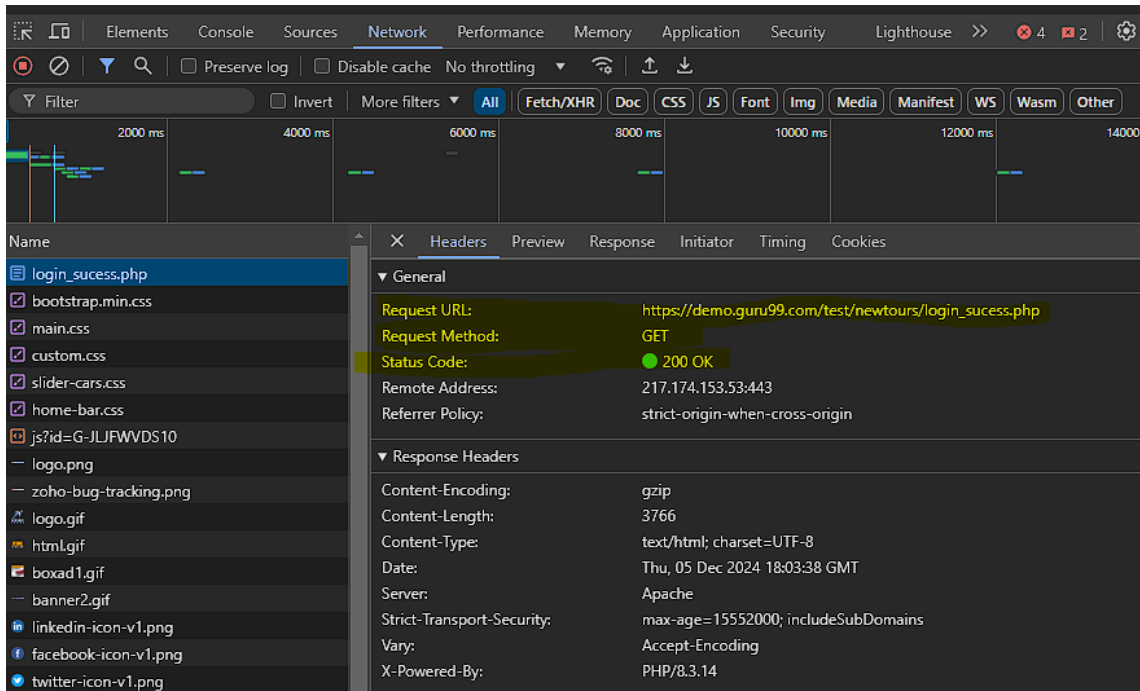 Elements Console Sources Network Performance Memory Application Security Lighthouse 4 2
Preserve log Disable cache No throttling
Filter Invert More filters All Fetch/XHR Doc CSS JS Font Img Media Manifest WS Wasm Other
2000 ms 4000 ms 6000 ms 8000 ms 10000 ms 12000 ms 14000
Name
login_sucess.php
bootstrap.min.css
main.css
custom.css
slider-cars.css
home-bar.css
js?id=G-JLJFWVDS10
logo.png
zoho-bug-tracking.png
logo.gif
html.gif
boxad1.gif
banner2.gif
linkedin-icon-v1.png
facebook-icon-v1.png
twitter-icon-v1.png
Headers Preview Response Initiator Timing Cookies
General
Request URL: https://demo.guru99.com/test/newtours/login_sucess.php
Request Method: GET
Status Code: 200 OK
Remote Address: 217.174.153.53:443
Referrer Policy: strict-origin-when-cross-origin
Response Headers
Content-Encoding: gzip
Content-Length: 3766
Content-Type: text/html; charset=UTF-8
Date: Thu, 05 Dec 2024 18:03:38 GMT
Server: Apache
Strict-Transport-Security: max-age=15552000; includeSubDomains
Vary: Accept-Encoding
X-Powered-By: PHP/8.3.14